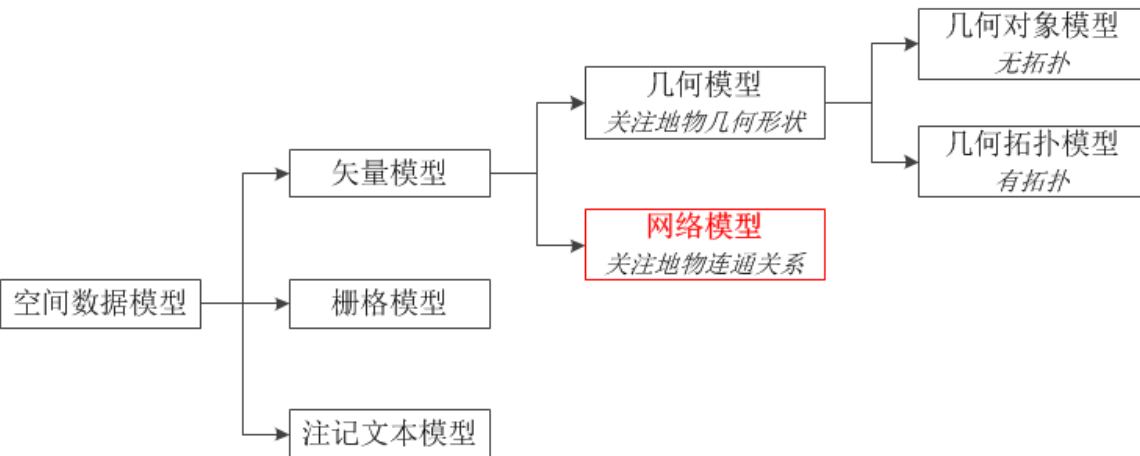 几何对象模型
无拓扑
几何模型
关注地物几何形状
几何拓扑模型
有拓扑
矢量模型
网络模型
关注地物连通关系
空间数据模型
栅格模型
注记文本模型